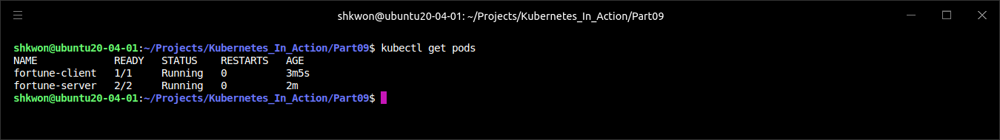 shkwon@ubuntu20-04-01: ~/Projects/Kubernetes_In_Action/Part09
shkwon@ubuntu20-04-01:~/Projects/Kubernetes_In_Action/Part09$ kubectl get pods
NAME             READY   STATUS    RESTARTS   AGE
fortune-client   1/1     Running   0          3m5s
fortune-server   2/2     Running   0          2m
shkwon@ubuntu20-04-01:~/Projects/Kubernetes_In_Action/Part09$